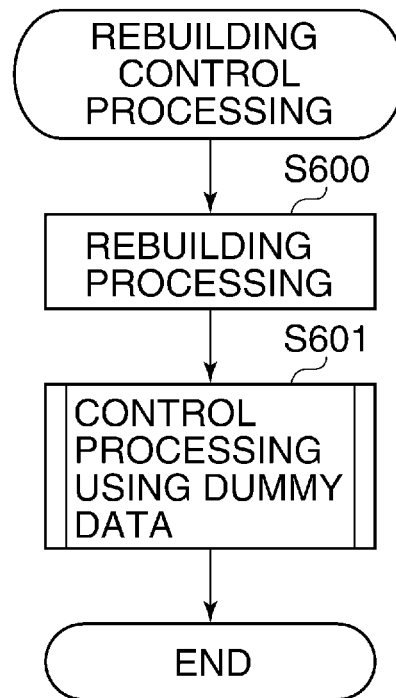 REBUILDING
CONTROL
PROCESSING
S600
REBUILDING
PROCESSING
S601
CONTROL
PROCESSING
USING DUMMY
DATA
END